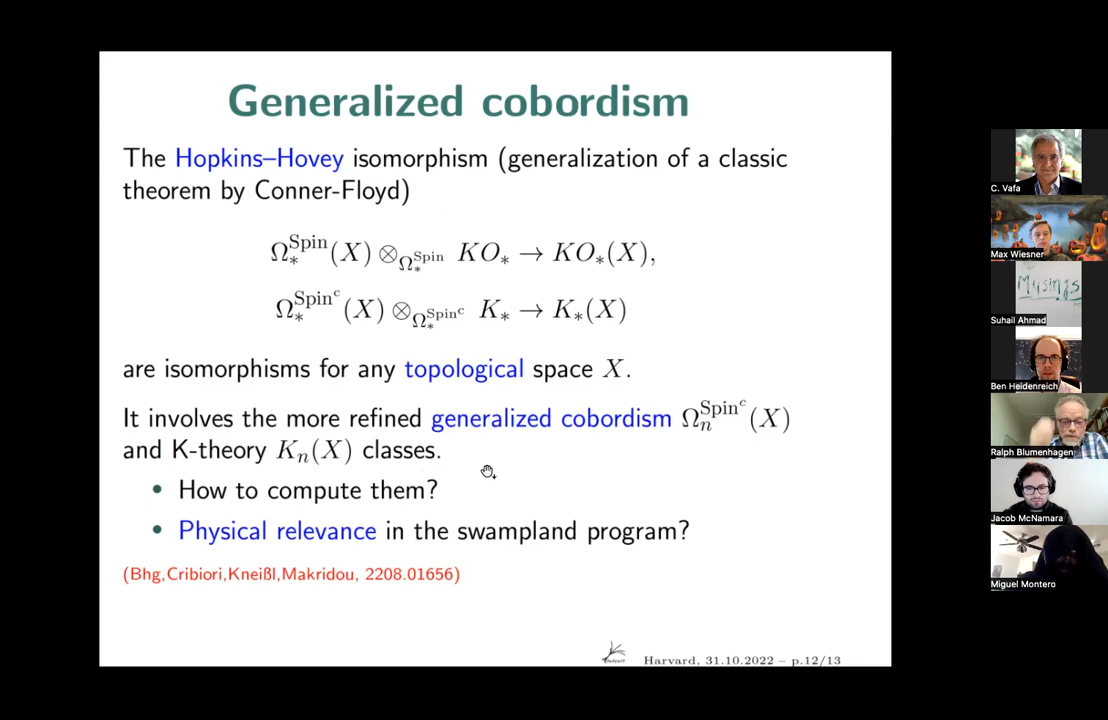 Generalized cobordism
The Hopkins–Hovey isomorphism (generalization of a classic
theorem by Conner-Floyd)
Ω_*^{Spin}(X) ⊗_{Ω_*^{Spin}} KO_* → KO_*(X),
Ω_*^{Spin^c}(X) ⊗_{Ω_*^{Spin^c}} K_* → K_*(X)
are isomorphisms for any topological space X.
It involves the more refined generalized cobordism Ω_n^{Spin^c}(X)
and K-theory K_n(X) classes.
• How to compute them?
• Physical relevance in the swampland program?
(Bhg,Cribiori,Kneißl,Makridou, 2208.01656)
Harvard, 31.10.2022 – p.12/13
C. Vafa
Max Wiesner
Musings
Suhail Ahmad
Ben Heidenreich
Ralph Blumenhagen
Jacob McNamara
Miguel Montero